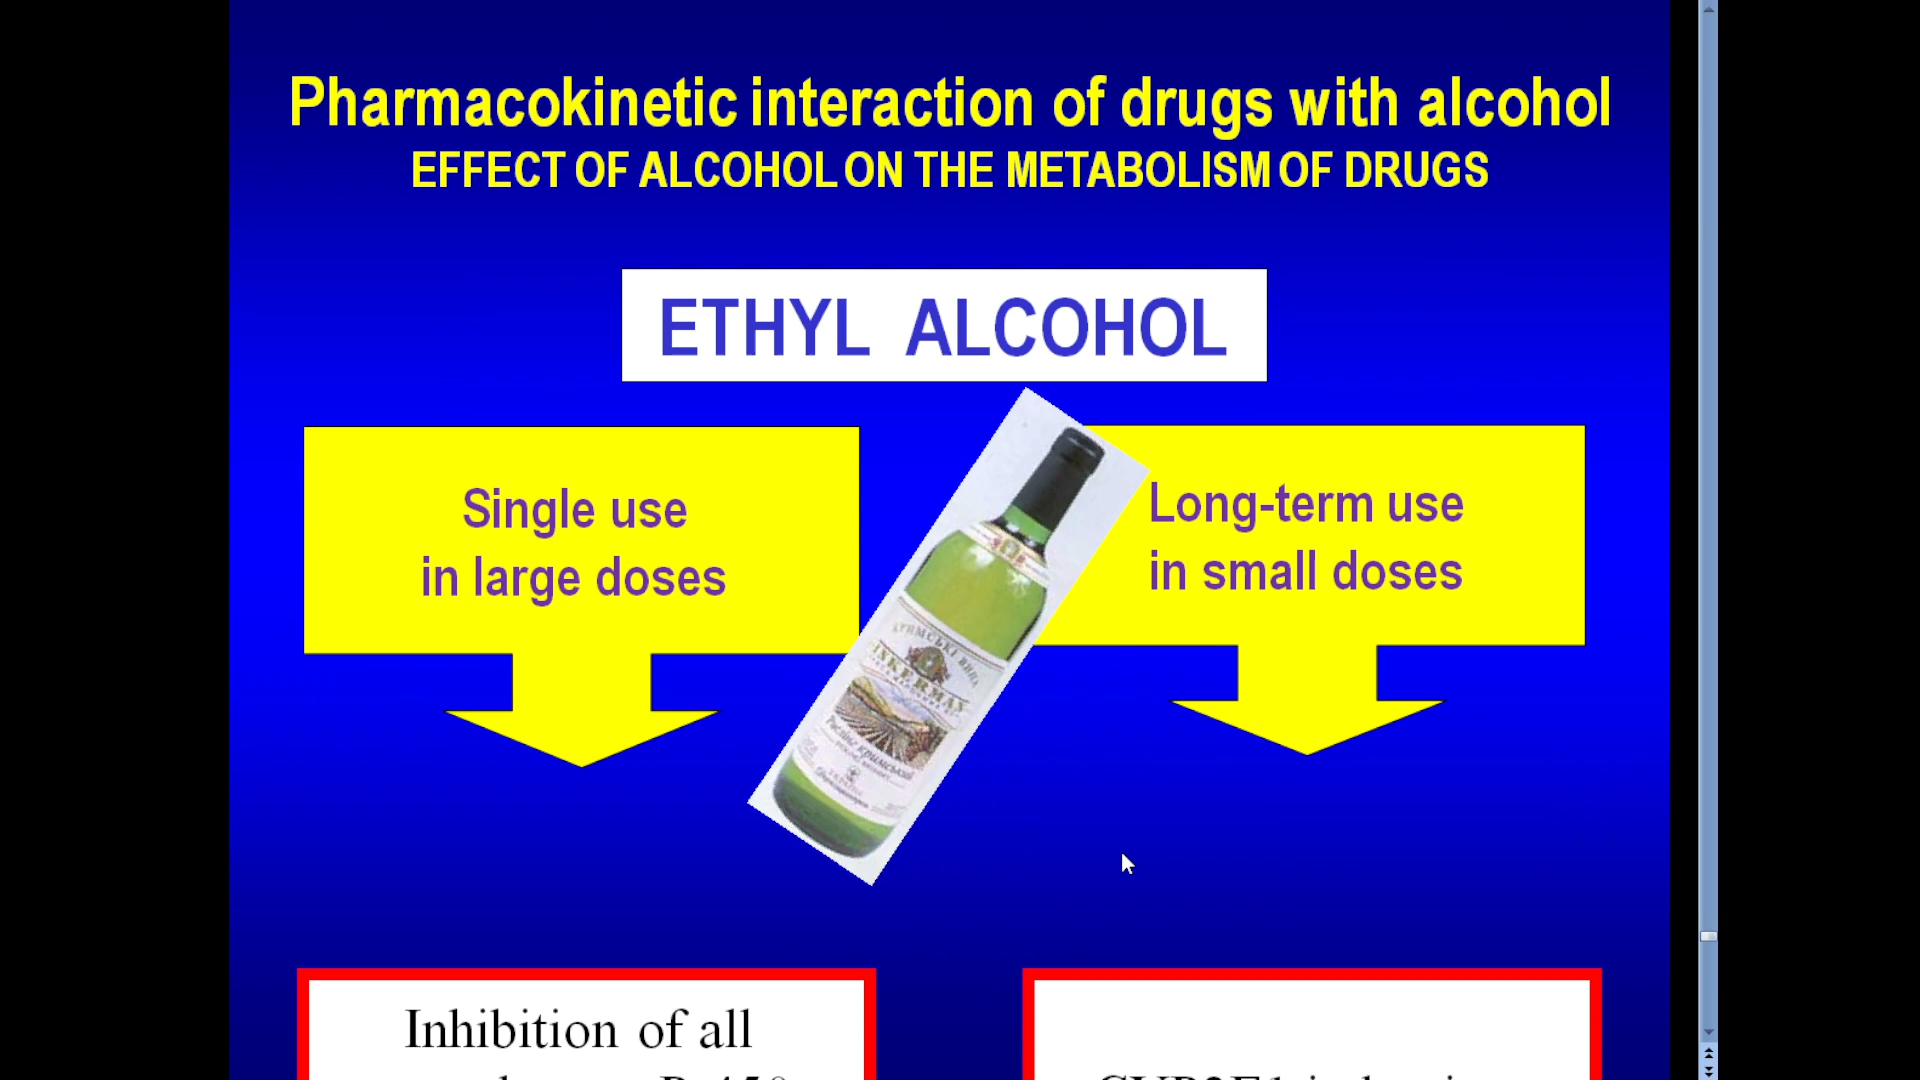 Pharmacokinetic interaction of drugs with alcohol
EFFECT OF ALCOHOL ON THE METABOLISM OF DRUGS
ETHYL ALCOHOL
Single use
in large doses
Long-term use
in small doses
INKERMAN
Inhibition of all